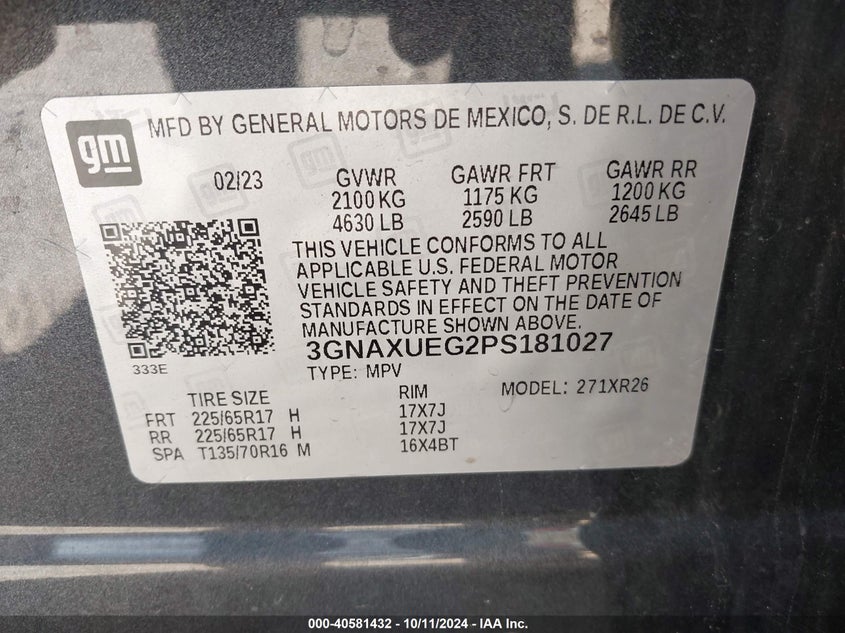 gm
MFD BY GENERAL MOTORS DE MEXICO, S. DE R.L. DE C.V.
02/23
GVWR GAWR FRT GAWR RR
2100 KG 1175 KG 1200 KG
4630 LB 2590 LB 2645 LB
THIS VEHICLE CONFORMS TO ALL
APPLICABLE U.S. FEDERAL MOTOR
VEHICLE SAFETY AND THEFT PREVENTION
STANDARDS IN EFFECT ON THE DATE OF
MANUFACTURE SHOWN ABOVE.
3GNAXUEG2PS181027
333E
TYPE: MPV
TIRE SIZE RIM MODEL: 271XR26
FRT 225/65R17 H 17X7J
RR 225/65R17 H 17X7J
SPA T135/70R16 M 16X4BT
000-40581432 - 10/11/2024 - IAA Inc.